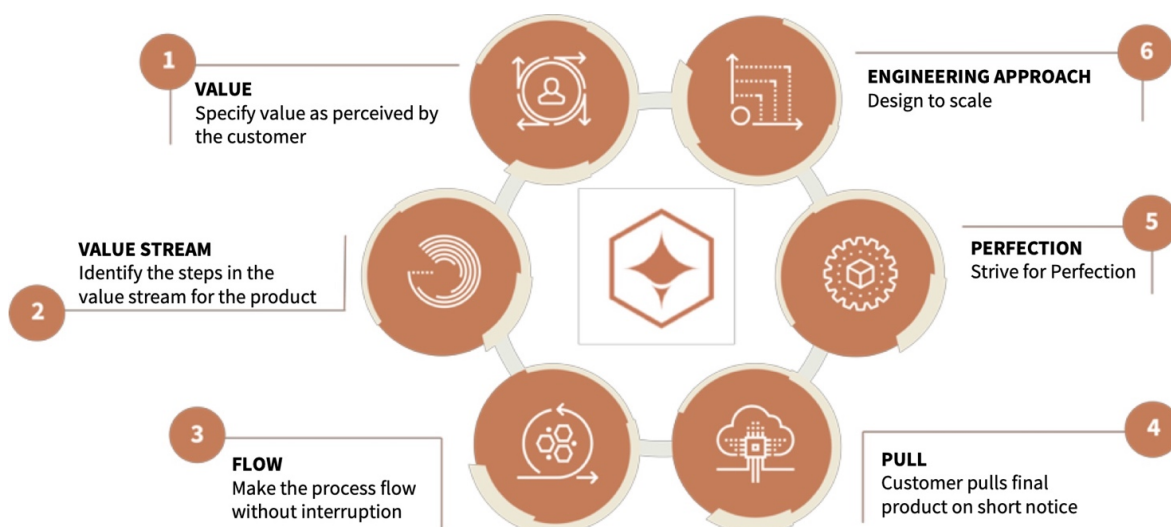 1
VALUE
Specify value as perceived by
the customer
2
VALUE STREAM
Identify the steps in the
value stream for the product
3
FLOW
Make the process flow
without interruption
4
PULL
Customer pulls final
product on short notice
5
PERFECTION
Strive for Perfection
6
ENGINEERING APPROACH
Design to scale